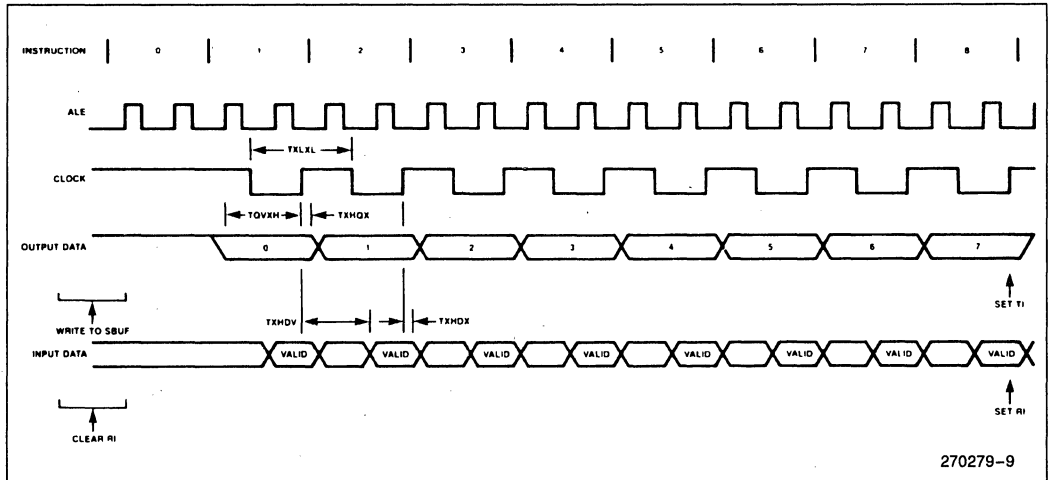 INSTRUCTION 0 1 2 3 4 5 6 7 8
ALE
TXLXL
CLOCK
TQVXH TXHQX
OUTPUT DATA 0 1 2 3 4 5 6 7
SET TI
WRITE TO SBUF
TXHDV TXHDX
INPUT DATA VALID VALID VALID VALID VALID VALID VALID VALID
SET RI
CLEAR RI
270279-9